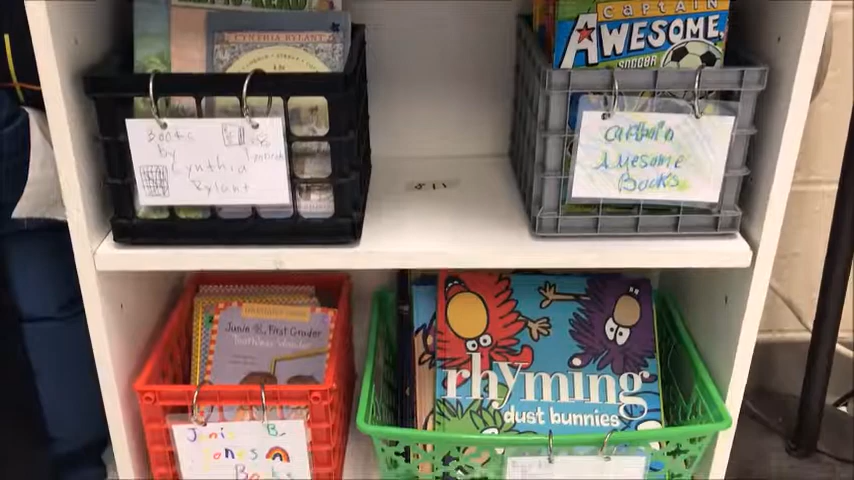 CYNTHIA RYLANT
CAPTAIN
AWESOME
SOCCER
Books
by
Cynthia
Rylant
Captain
Awesome
Books
511
Junie B., First Grader
Toothless Wonder
rhyming
dust bunnies
Junie B.
Jones